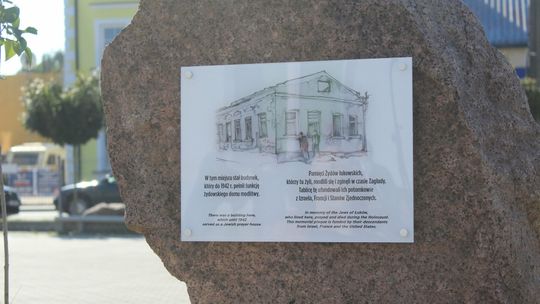 W tym miejscu stał budynek,
który do 1942 r. pełnił funkcję
żydowskiego domu modlitwy.
There was a building here,
which until 1942
served as a Jewish prayer-house
Pamięci Żydów łukowskich,
którzy tu żyli, modlili się i zginęli w czasie Zagłady.
Tablicę tę ufundowali ich potomkowie
z Izraela, Francji i Stanów Zjednoczonych.
In memory of the Jews of Łuków,
who lived here, prayed and died during the Holocaust.
This memorial plaque is funded by their descendants
from Israel, France and the United States.